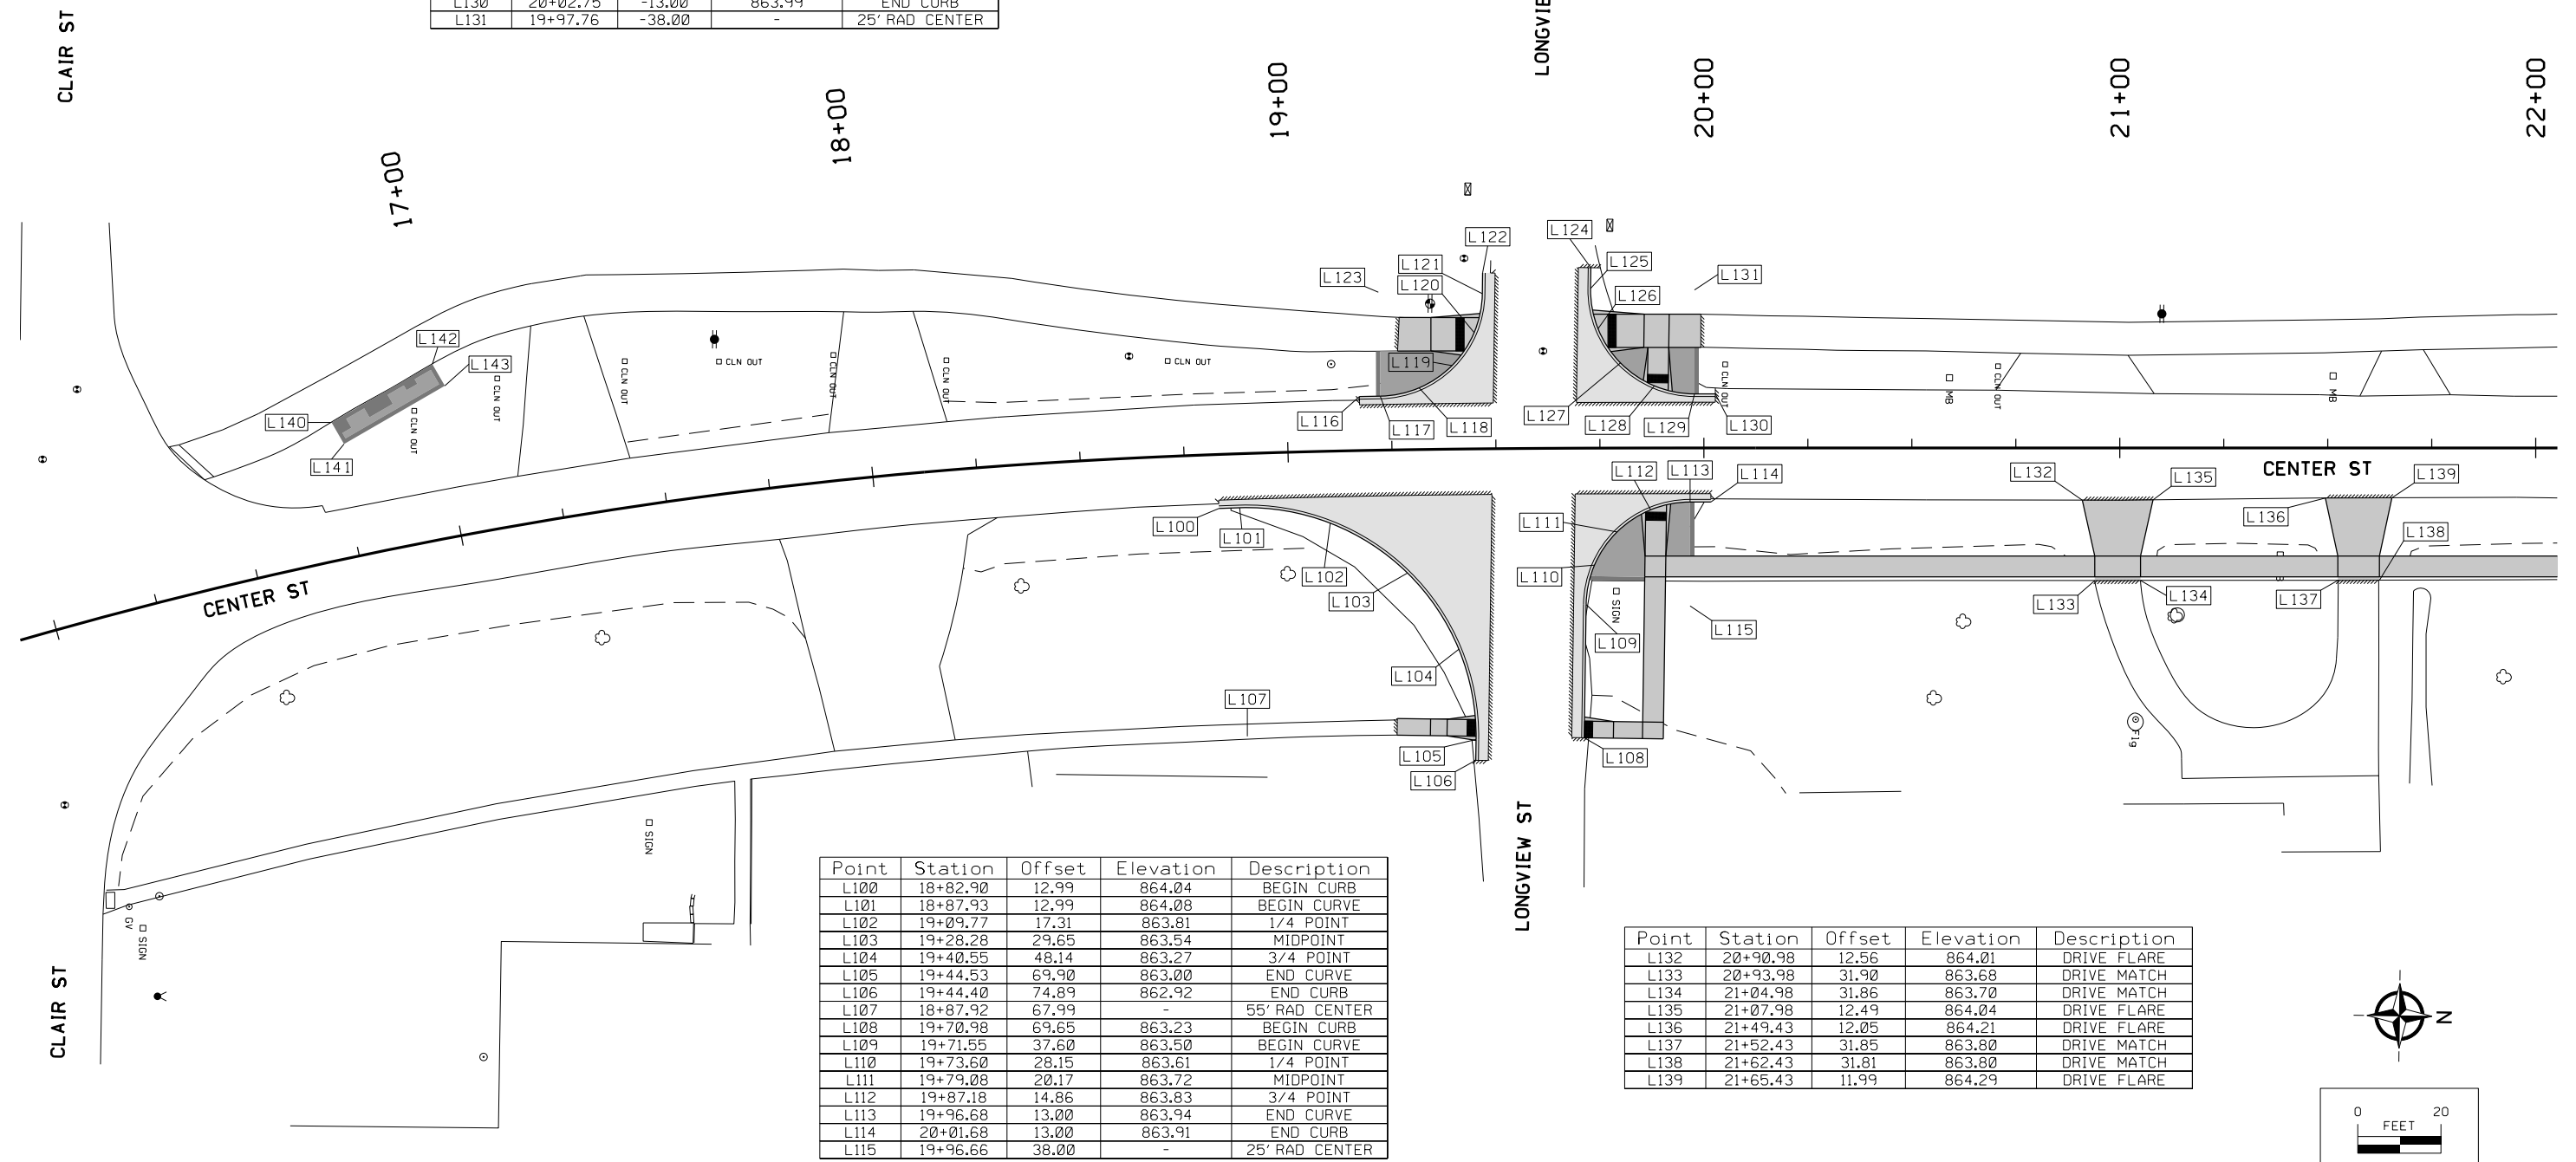 L130 20+02.75 -13.00 863.99 END CURB
L131 19+97.76 -38.00 - 25' RAD CENTER
CLAIR ST
17+00
18+00
19+00
20+00
21+00
22+00
L122
L124
L121
L120
L123
L125
L131
L126
L142
L143
CLN OUT
CLN OUT
CLN OUT
CLN OUT
CLN OUT
CLN OUT
CLN OUT
L119
CLN OUT
MB
CLN OUT
MB
L140
L141
L116
L117
L118
L127
L128
L129
L130
CENTER ST
L112
L113
L114
L132
L135
L139
L100
L101
L111
L136
L138
L102
L103
L110
SIGN
CENTER ST
L133
L134
L137
L115
L109
L104
L107
L105
L106
L108
Flg
SIGN
GV
SIGN
LONGVIEW ST
CLAIR ST
Point Station Offset Elevation Description
L100 18+82.90 12.99 864.04 BEGIN CURB
L101 18+87.93 12.99 864.08 BEGIN CURVE
L102 19+09.77 17.31 863.81 1/4 POINT
L103 19+28.28 29.65 863.54 MIDPOINT
L104 19+40.55 48.14 863.27 3/4 POINT
L105 19+44.53 69.90 863.00 END CURVE
L106 19+44.40 74.89 862.92 END CURB
L107 18+87.92 67.99 - 55' RAD CENTER
L108 19+70.98 69.65 863.23 BEGIN CURB
L109 19+71.55 37.60 863.50 BEGIN CURVE
L110 19+73.60 28.15 863.61 1/4 POINT
L111 19+79.08 20.17 863.72 MIDPOINT
L112 19+87.18 14.86 863.83 3/4 POINT
L113 19+96.68 13.00 863.94 END CURVE
L114 20+01.68 13.00 863.91 END CURB
L115 19+96.66 38.00 - 25' RAD CENTER
Point Station Offset Elevation Description
L132 20+90.98 12.56 864.01 DRIVE FLARE
L133 20+93.98 31.90 863.68 DRIVE MATCH
L134 21+04.98 31.86 863.70 DRIVE MATCH
L135 21+07.98 12.49 864.04 DRIVE FLARE
L136 21+49.43 12.05 864.21 DRIVE FLARE
L137 21+52.43 31.85 863.80 DRIVE MATCH
L138 21+62.43 31.81 863.80 DRIVE MATCH
L139 21+65.43 11.99 864.29 DRIVE FLARE
N
0 20
FEET